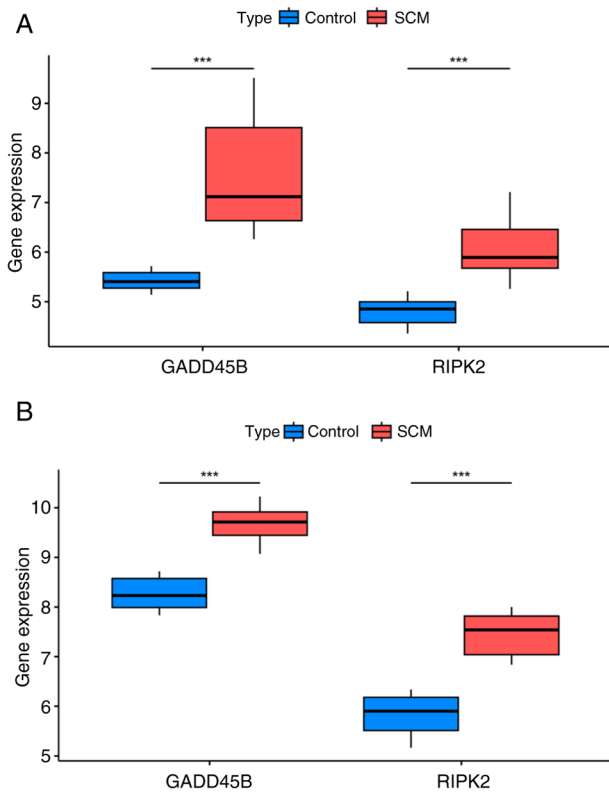 A
Type Control SCM
*** ***
Gene expression
9
8
7
6
5
GADD45B RIPK2
B
Type Control SCM
*** ***
Gene expression
10
9
8
7
6
5
GADD45B RIPK2